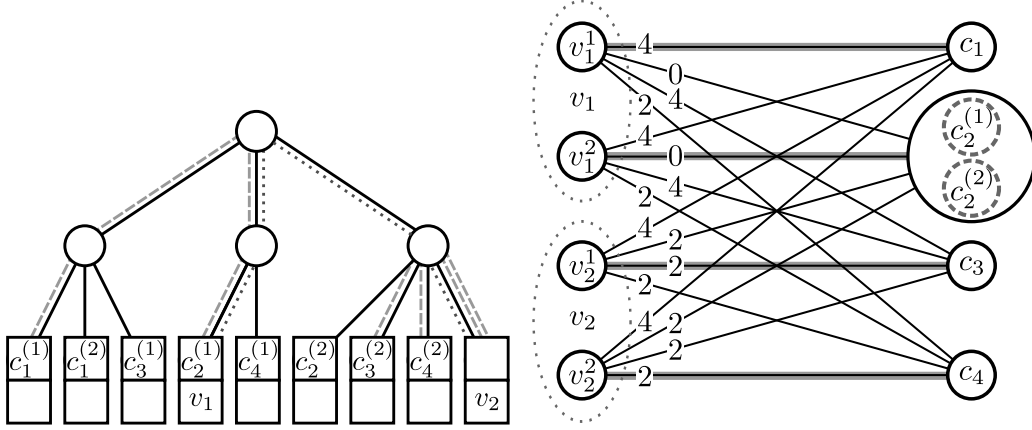 c₁⁽¹⁾ c₁⁽²⁾ c₃⁽¹⁾ c₂⁽¹⁾ c₄⁽¹⁾ c₂⁽²⁾ c₃⁽²⁾ c₄⁽²⁾
v₁ v₂
v₁¹ 4 c₁
0
4
2
v₁
c₂⁽¹⁾
4
v₁² 0
4
c₂⁽²⁾
2
4
2
v₂¹ 2 c₃
2
v₂
4
2
2
v₂² 2 c₄